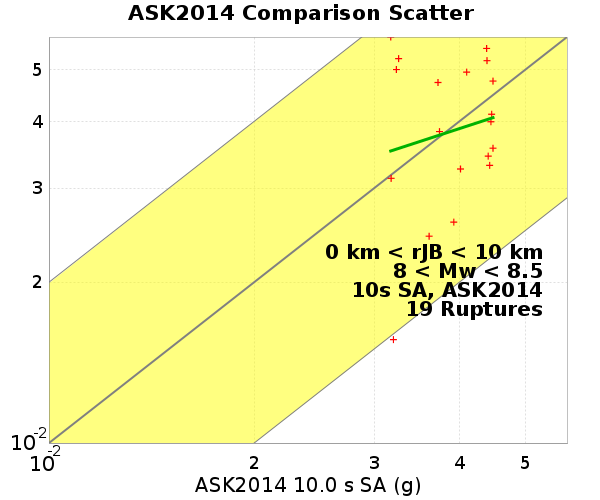 ASK2014 Comparison Scatter
5
4
3
2
10-2
0 km < rJB < 10 km
8 < Mw < 8.5
10s SA, ASK2014
19 Ruptures
10-2
2
3
4
5
ASK2014 10.0 s SA (g)